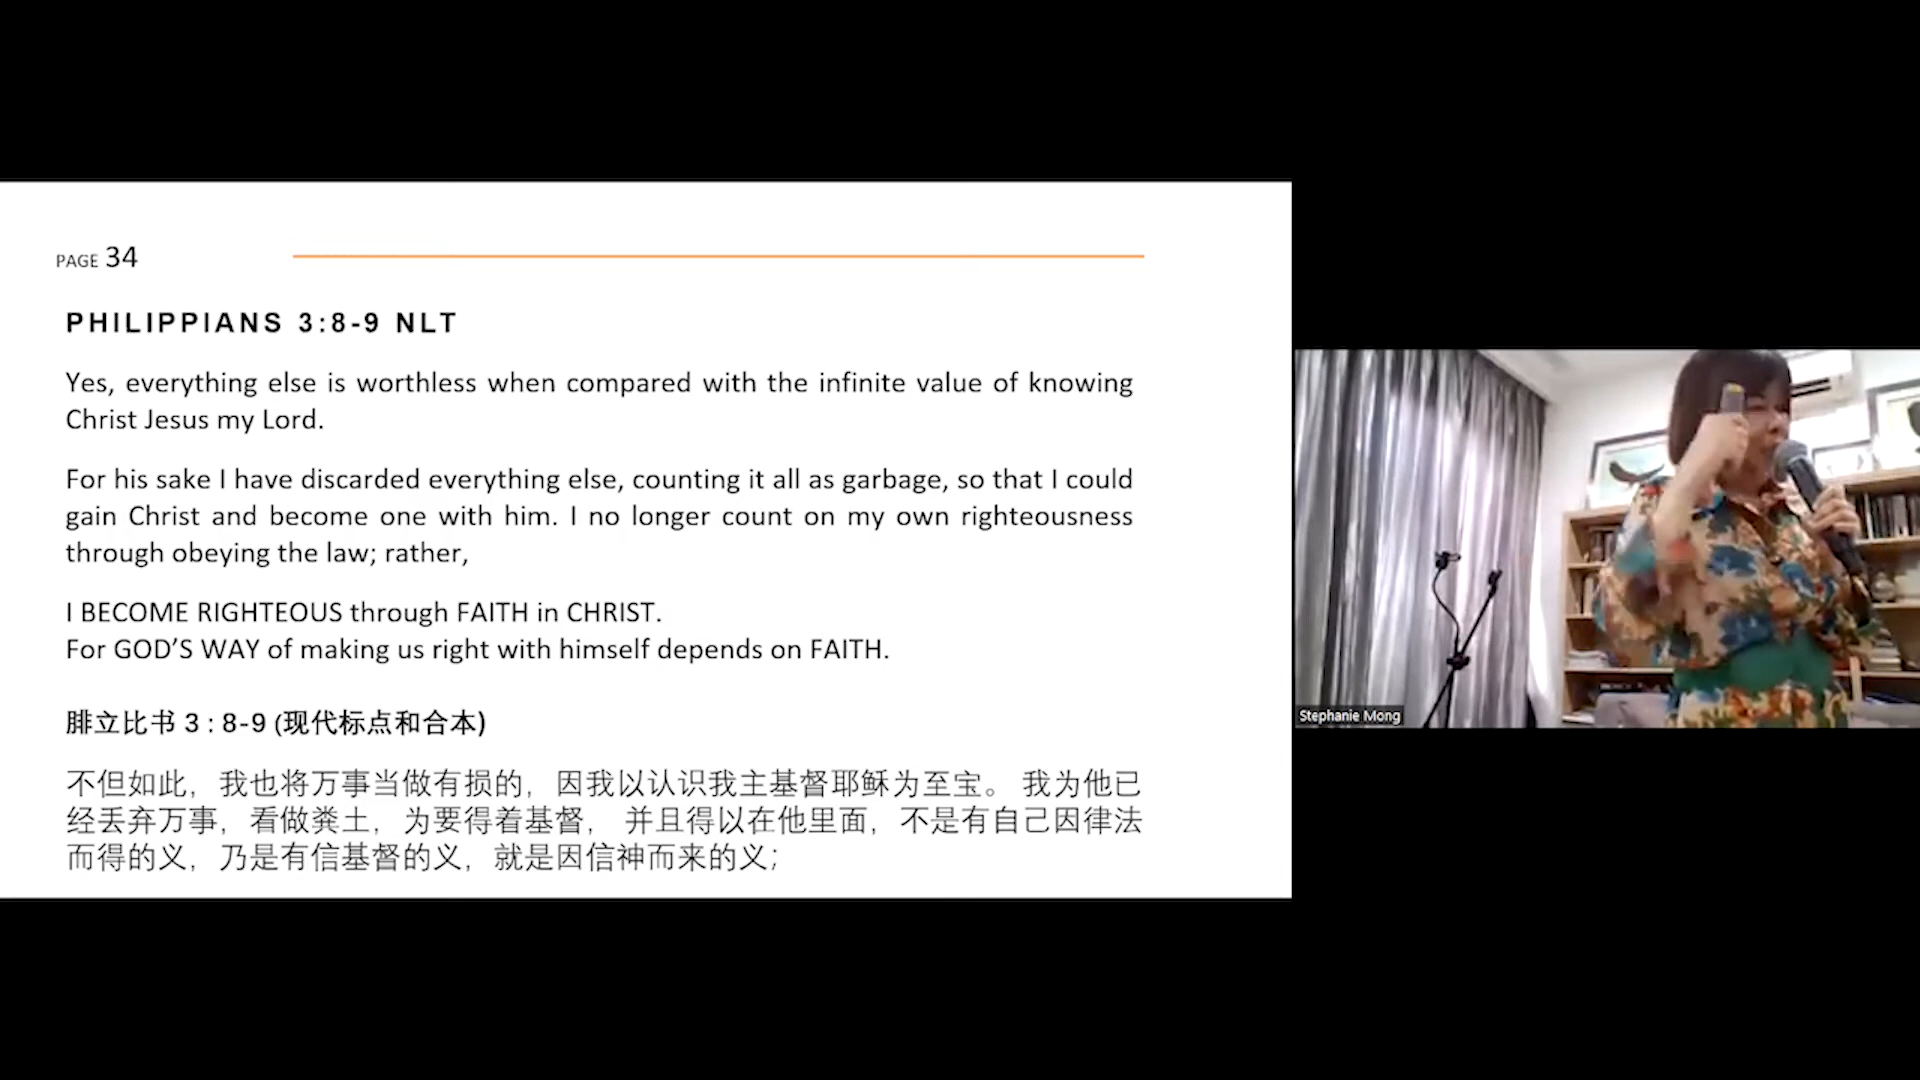 PAGE 34
PHILIPPIANS 3:8-9 NLT
Yes, everything else is worthless when compared with the infinite value of knowing
Christ Jesus my Lord.
For his sake I have discarded everything else, counting it all as garbage, so that I could
gain Christ and become one with him. I no longer count on my own righteousness
through obeying the law; rather,
I BECOME RIGHTEOUS through FAITH in CHRIST.
For GOD’S WAY of making us right with himself depends on FAITH.
腓立比书 3 : 8-9 (现代标点和合本)
不但如此，我也将万事当做有损的，因我以认识我主基督耶稣为至宝。 我为他已
经丢弃万事，看做粪土，为要得着基督， 并且得以在他里面，不是有自己因律法
而得的义，乃是有信基督的义，就是因信神而来的义;
Stephanie Mong